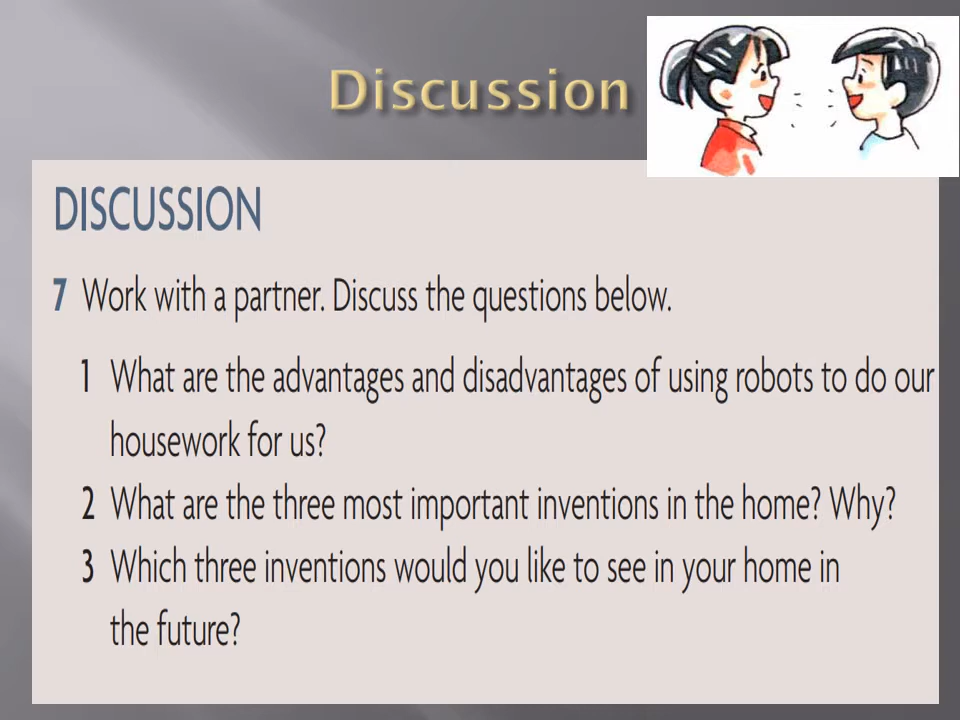 Discussion
DISCUSSION
7 Work with a partner. Discuss the questions below.
1 What are the advantages and disadvantages of using robots to do our
housework for us?
2 What are the three most important inventions in the home? Why?
3 Which three inventions would you like to see in your home in
the future?